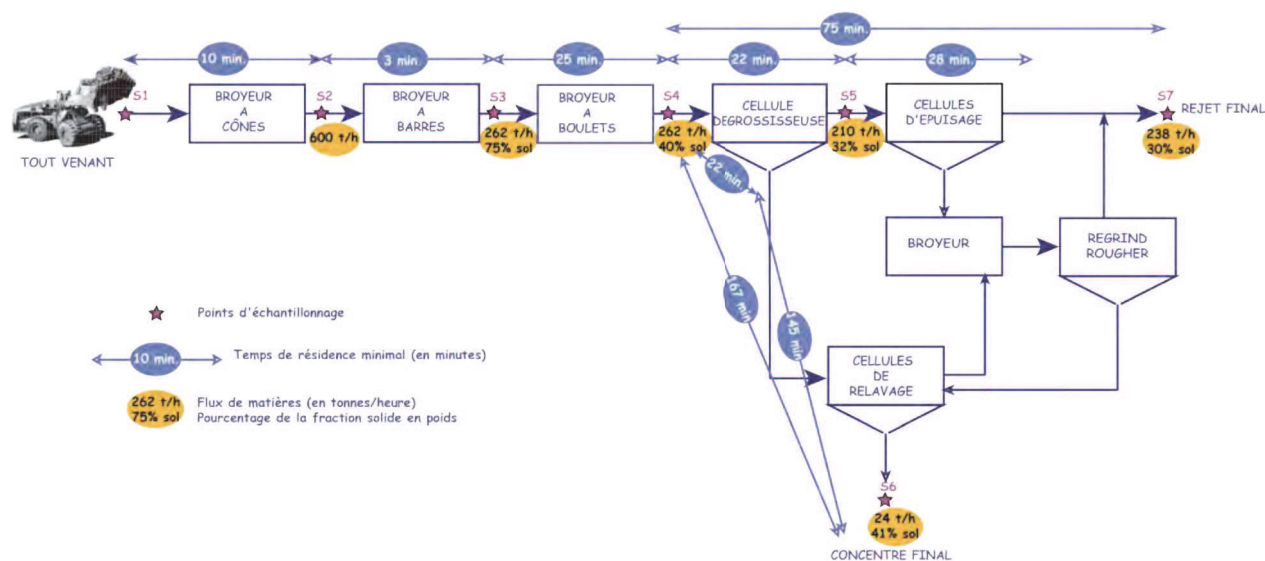 75 min.
10 min.
3 min.
25 min.
22 min.
28 min.
S1
BROYEUR
A
CÔNES
S2
600 t/h
BROYEUR
A
BARRES
S3
262 t/h
75% sol
BROYEUR
A
BOULETS
S4
262 t/h
40% sol
CELLULE
DEGROSSISSEUSE
S5
210 t/h
32% sol
CELLULES
D'EPUISAGE
S7
REJET FINAL
238 t/h
30% sol
TOUT VENANT
22 min.
BROYEUR
REGRIND
ROUGHER
167 min.
145 min.
Points d'échantillonnage
10 min.
Temps de résidence minimal (en minutes)
262 t/h
75% sol
Flux de matières (en tonnes/heure)
Pourcentage de la fraction solide en poids
CELLULES
DE
RELAVAGE
S6
24 t/h
41% sol
CONCENTRE FINAL